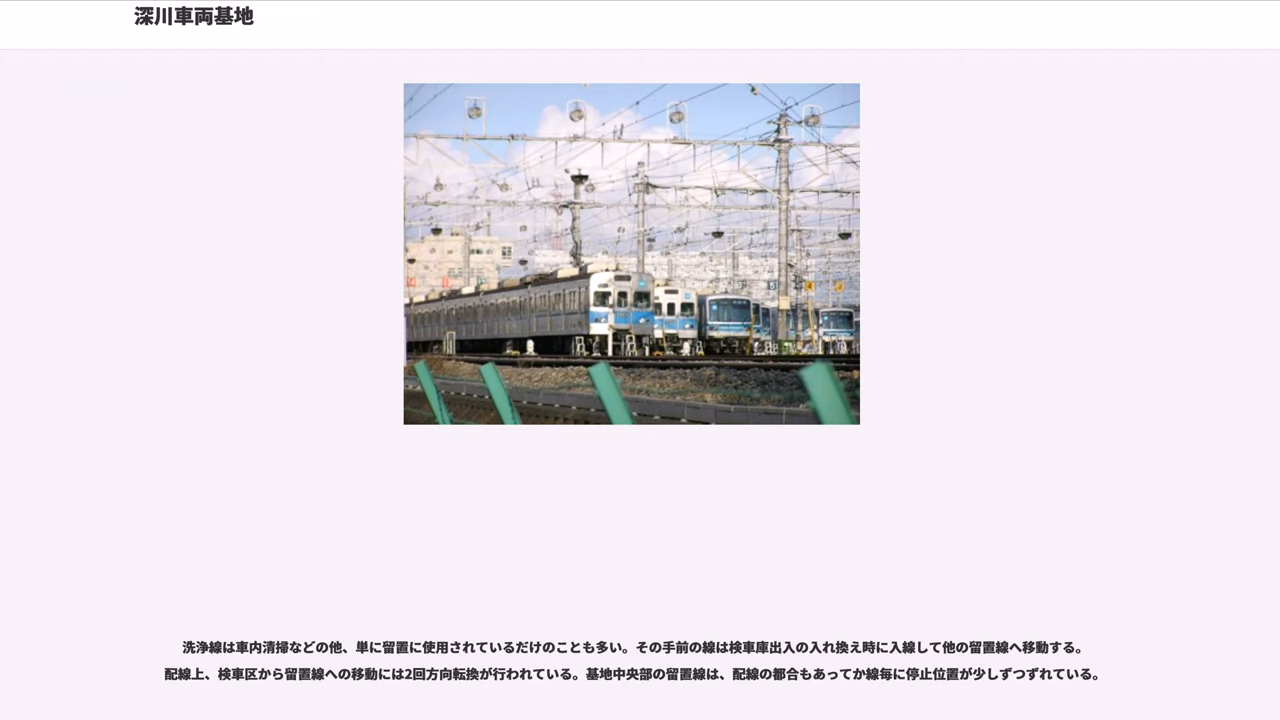 深川車両基地
洗浄線は車内清掃などの他、単に留置に使用されているだけのことも多い。その手前の線は検車庫出入の入れ換え時に入線して他の留置線へ移動する。
配線上、検車区から留置線への移動には2回方向転換が行われている。基地中央部の留置線は、配線の都合もあってか線毎に停止位置が少しずつずれている。